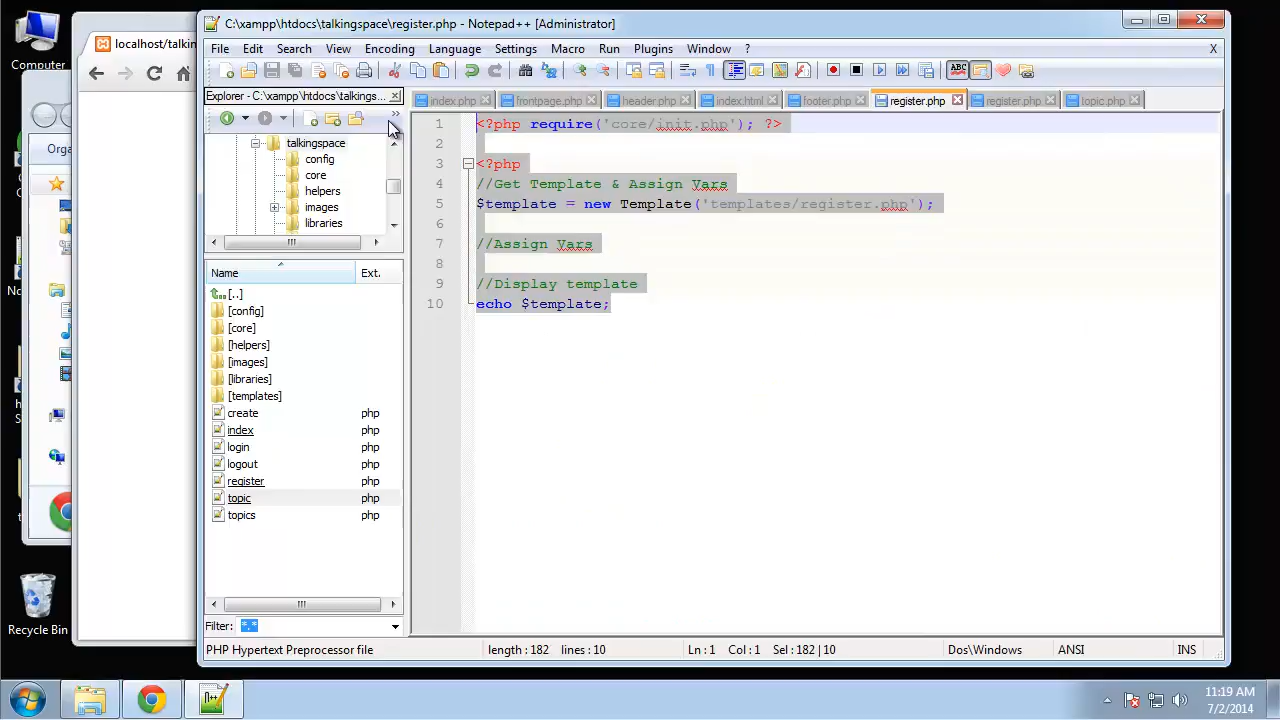 Computer
localhost/talkin
Orga
Recycle Bin
C:\xampp\htdocs\talkingspace\register.php - Notepad++ [Administrator]
File Edit Search View Encoding Language Settings Macro Run Plugins Window ? X
Explorer - C:\xampp\htdocs\talkings...
talkingspace
config
core
helpers
images
libraries
Name Ext.
[..]
[config]
[core]
[helpers]
[images]
[libraries]
[templates]
create php
index php
login php
logout php
register php
topic php
topics php
Filter: *.*
index.php frontpage.php header.php index.html footer.php register.php register.php topic.php
1 <?php require('core/init.php'); ?>
2
3 <?php
4 //Get Template & Assign Vars
5 $template = new Template('templates/register.php');
6
7 //Assign Vars
8
9 //Display template
10 echo $template;
PHP Hypertext Preprocessor file length : 182 lines : 10 Ln : 1 Col : 1 Sel : 182 | 10 Dos\Windows ANSI INS
11:19 AM
7/2/2014